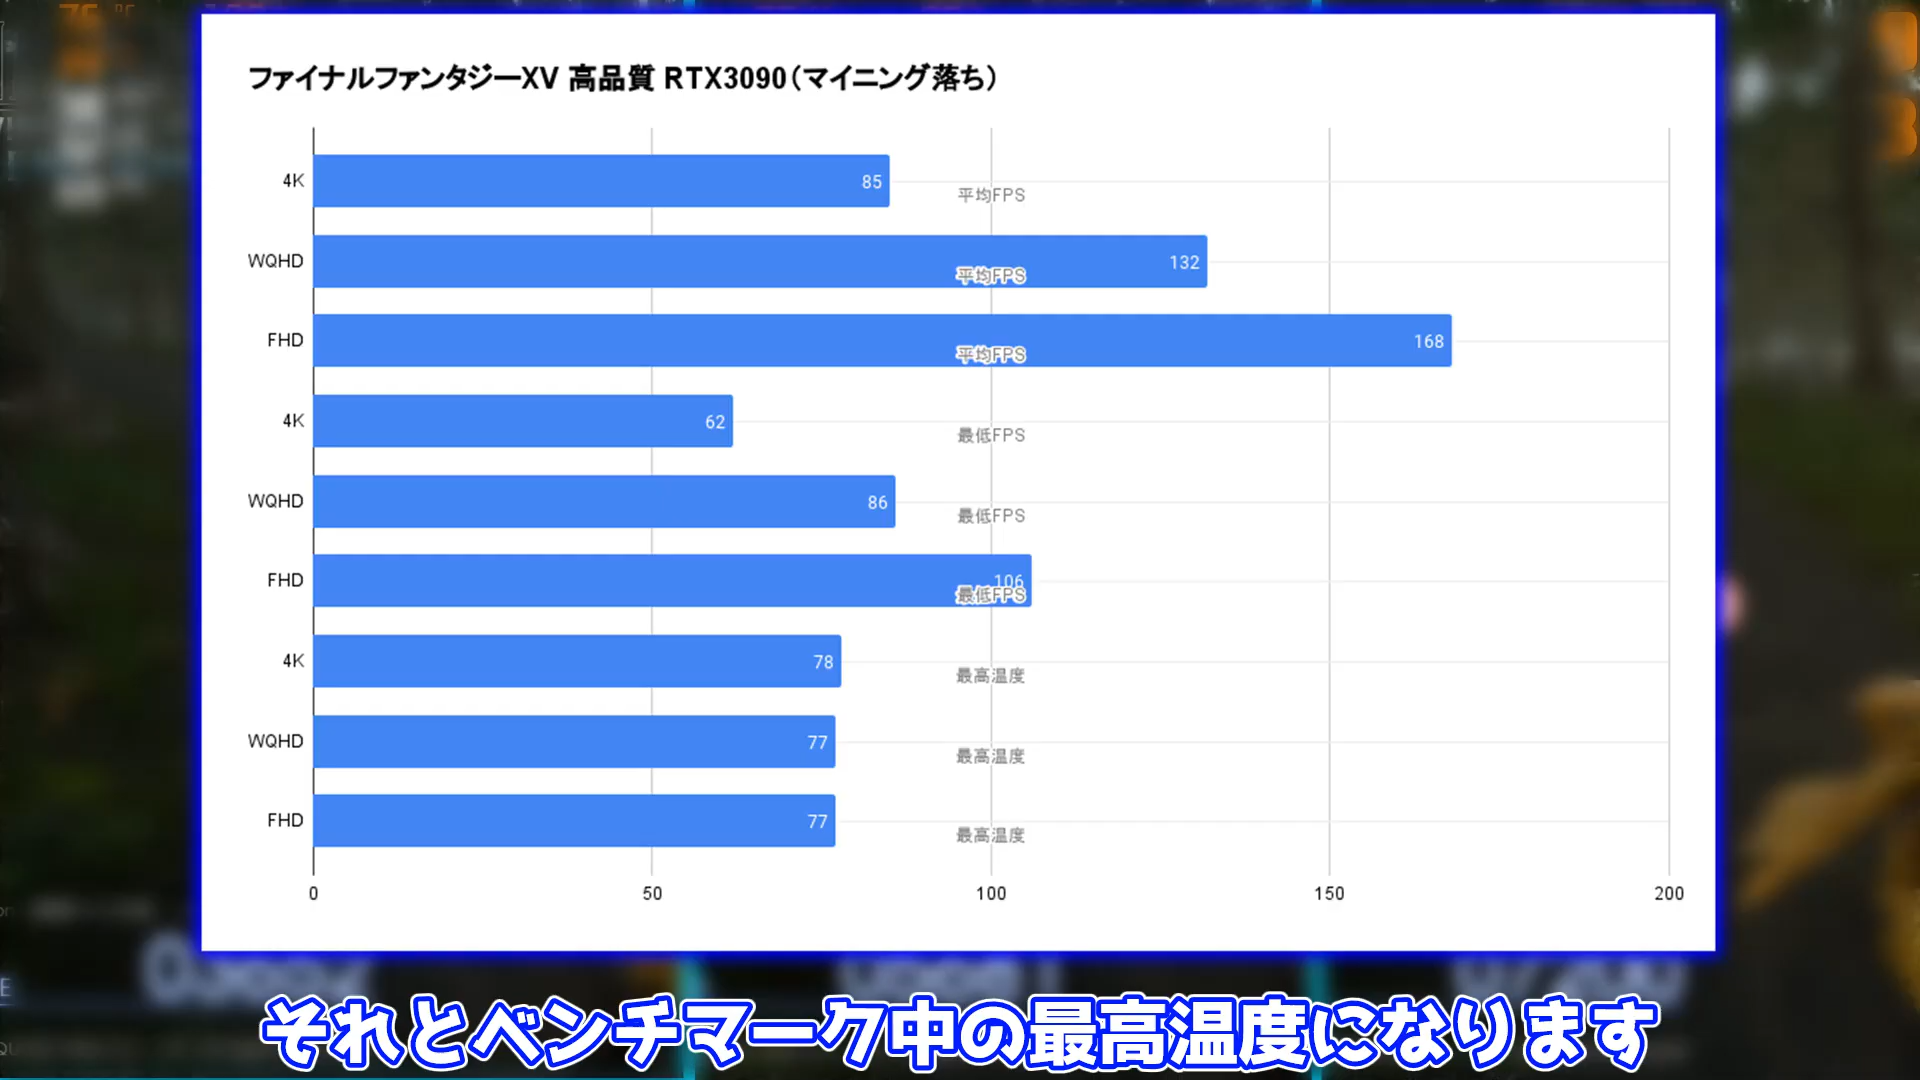 ファイナルファンタジーXV 高品質 RTX3090(マイニング落ち)
4K 85 平均FPS
WQHD 132 平均FPS
FHD 168 平均FPS
4K 62 最低FPS
WQHD 86 最低FPS
FHD 106 最低FPS
4K 78 最高温度
WQHD 77 最高温度
FHD 77 最高温度
0 50 100 150 200
それとベンチマーク中の最高温度になります